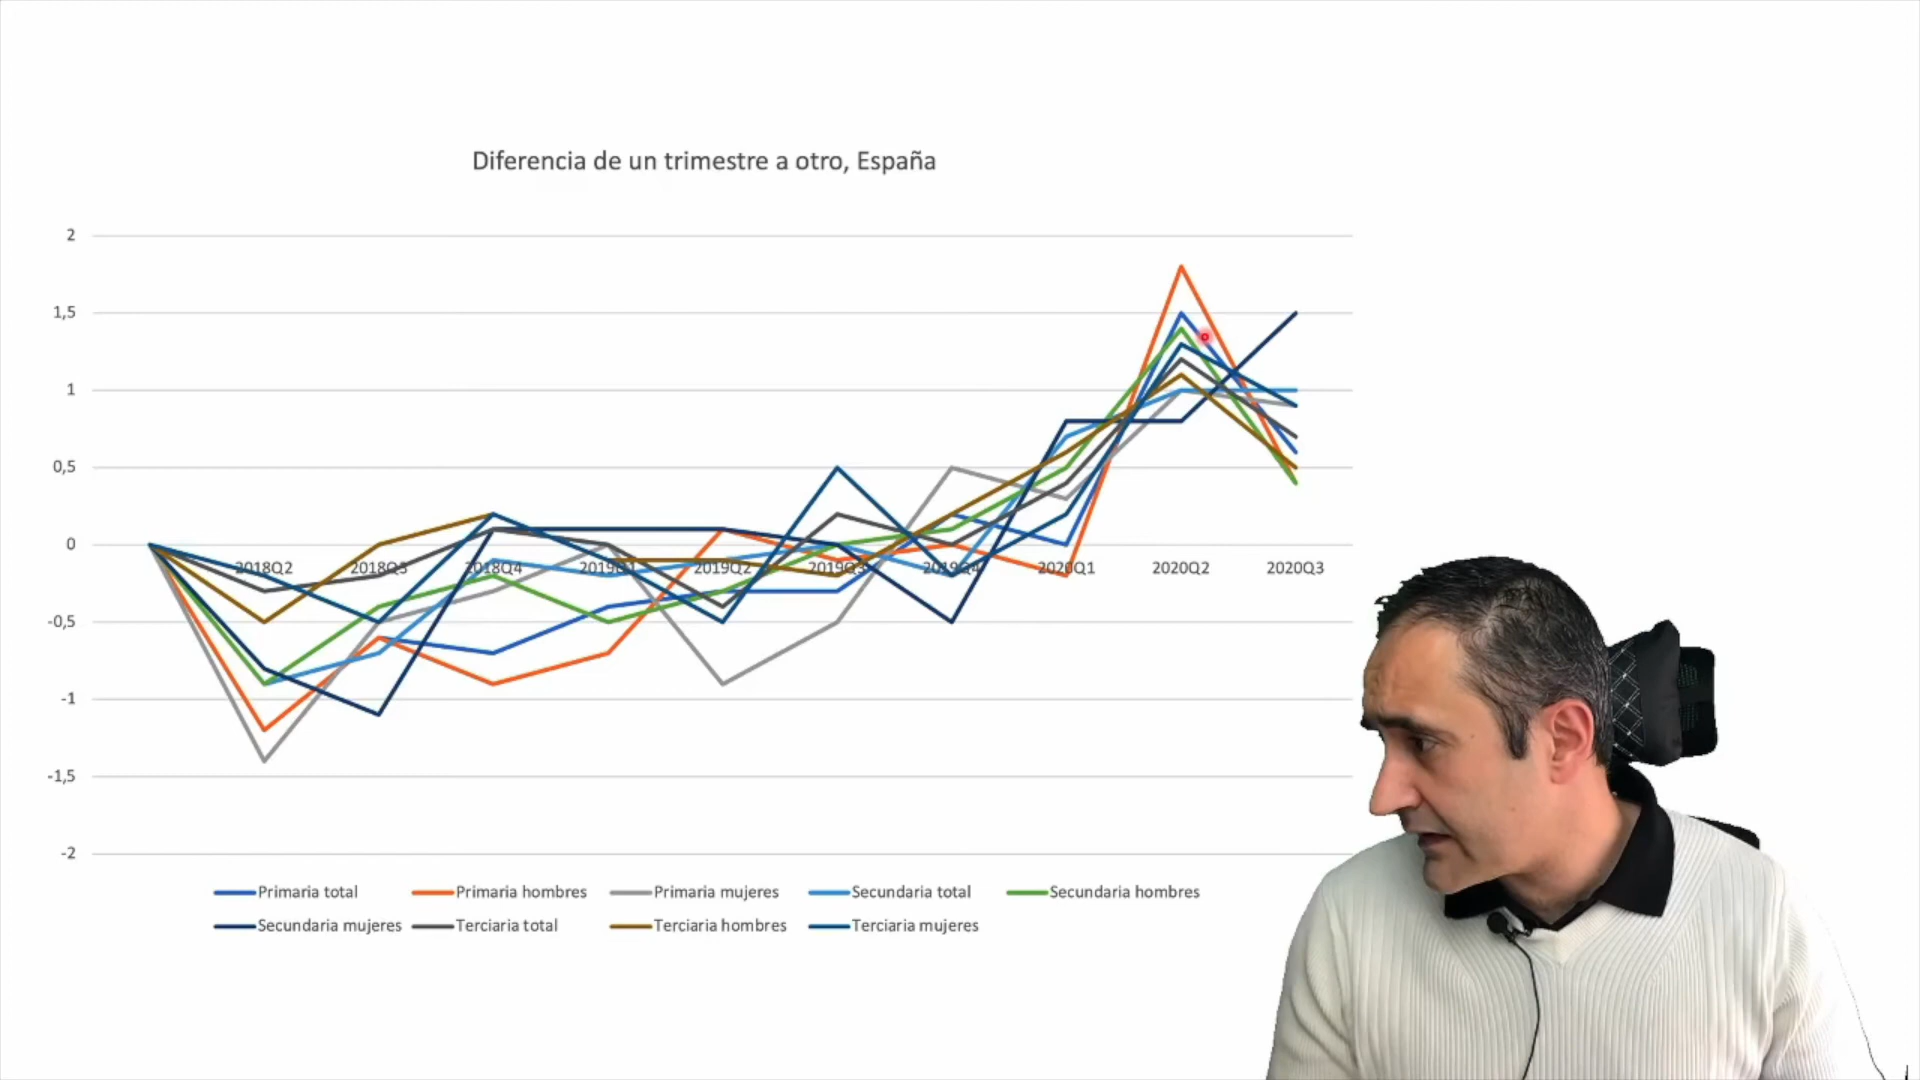 Diferencia de un trimestre a otro, España
2
1,5
1
0,5
0
-0,5
-1
-1,5
-2
2018Q2 2018Q3 2018Q4 2019Q1 2019Q2 2019Q3 2019Q4 2020Q1 2020Q2 2020Q3
Primaria total Primaria hombres Primaria mujeres Secundaria total Secundaria hombres
Secundaria mujeres Terciaria total Terciaria hombres Terciaria mujeres